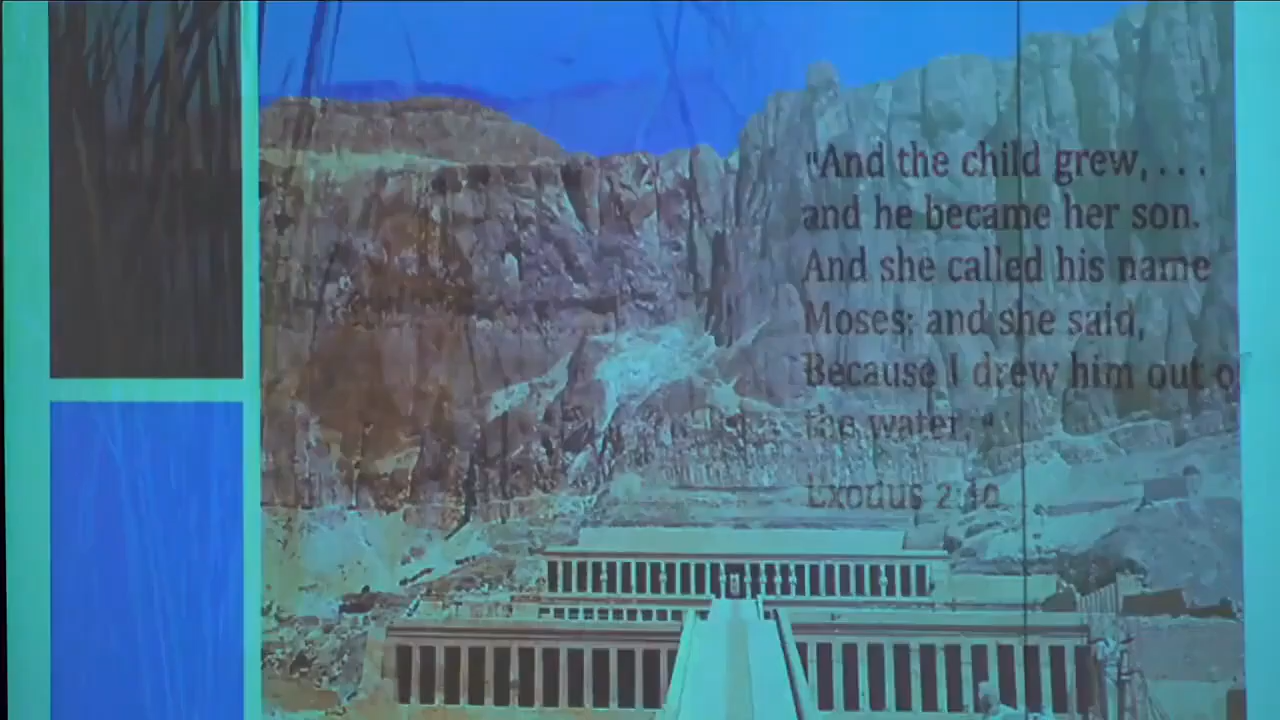 "And the child grew, . . .
and he became her son.
And she called his name
Moses: and she said,
Because I drew him out o
the water, "
Exodus 2:10